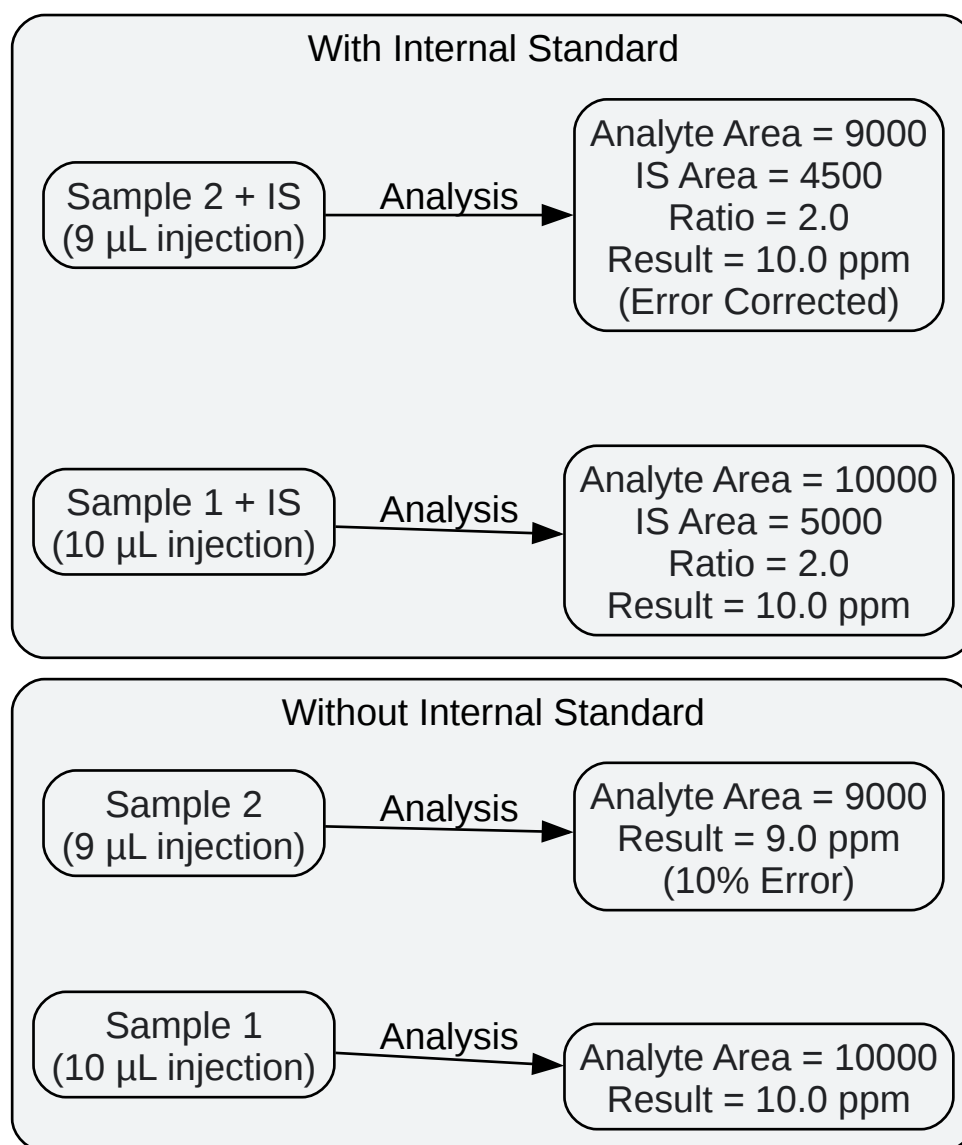 With Internal Standard
Sample 2 + IS
(9 µL injection)
Analysis
Analyte Area = 9000
IS Area = 4500
Ratio = 2.0
Result = 10.0 ppm
(Error Corrected)
Sample 1 + IS
(10 µL injection)
Analysis
Analyte Area = 10000
IS Area = 5000
Ratio = 2.0
Result = 10.0 ppm
Without Internal Standard
Sample 2
(9 µL injection)
Analysis
Analyte Area = 9000
Result = 9.0 ppm
(10% Error)
Sample 1
(10 µL injection)
Analysis
Analyte Area = 10000
Result = 10.0 ppm